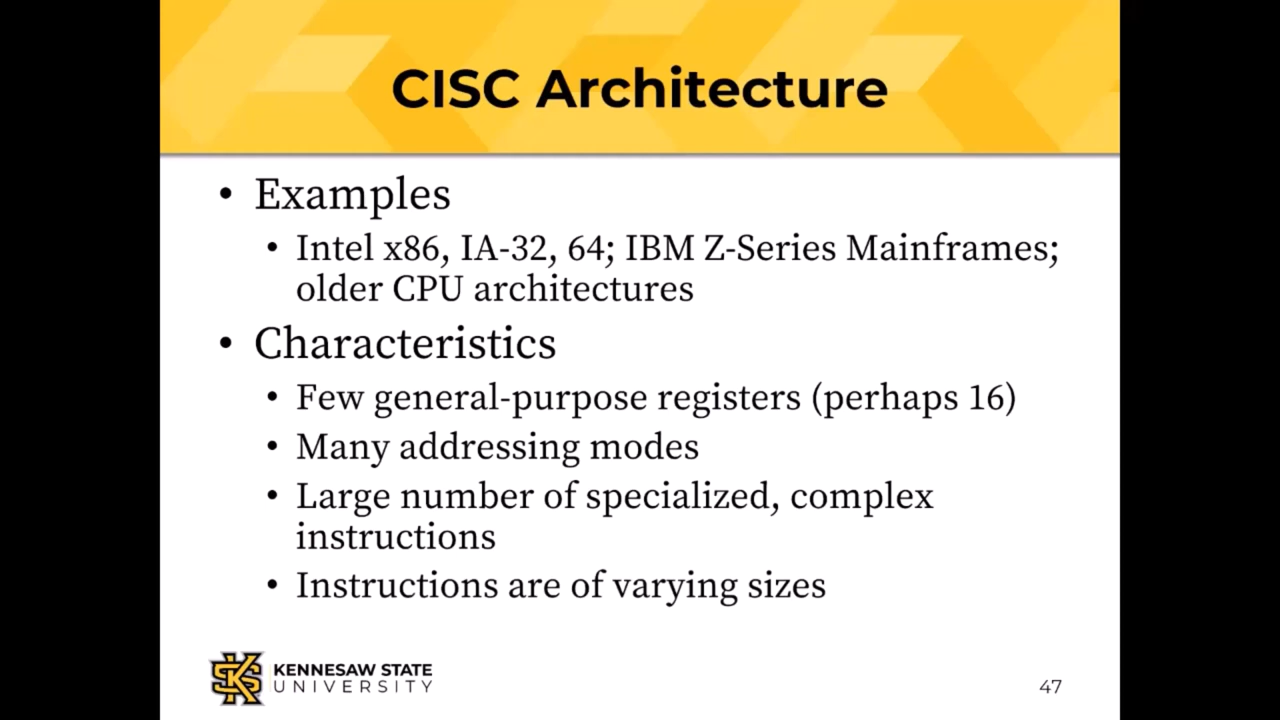 CISC Architecture
• Examples
• Intel x86, IA-32, 64; IBM Z-Series Mainframes;
older CPU architectures
• Characteristics
• Few general-purpose registers (perhaps 16)
• Many addressing modes
• Large number of specialized, complex
instructions
• Instructions are of varying sizes
KENNESAW STATE
UNIVERSITY
47